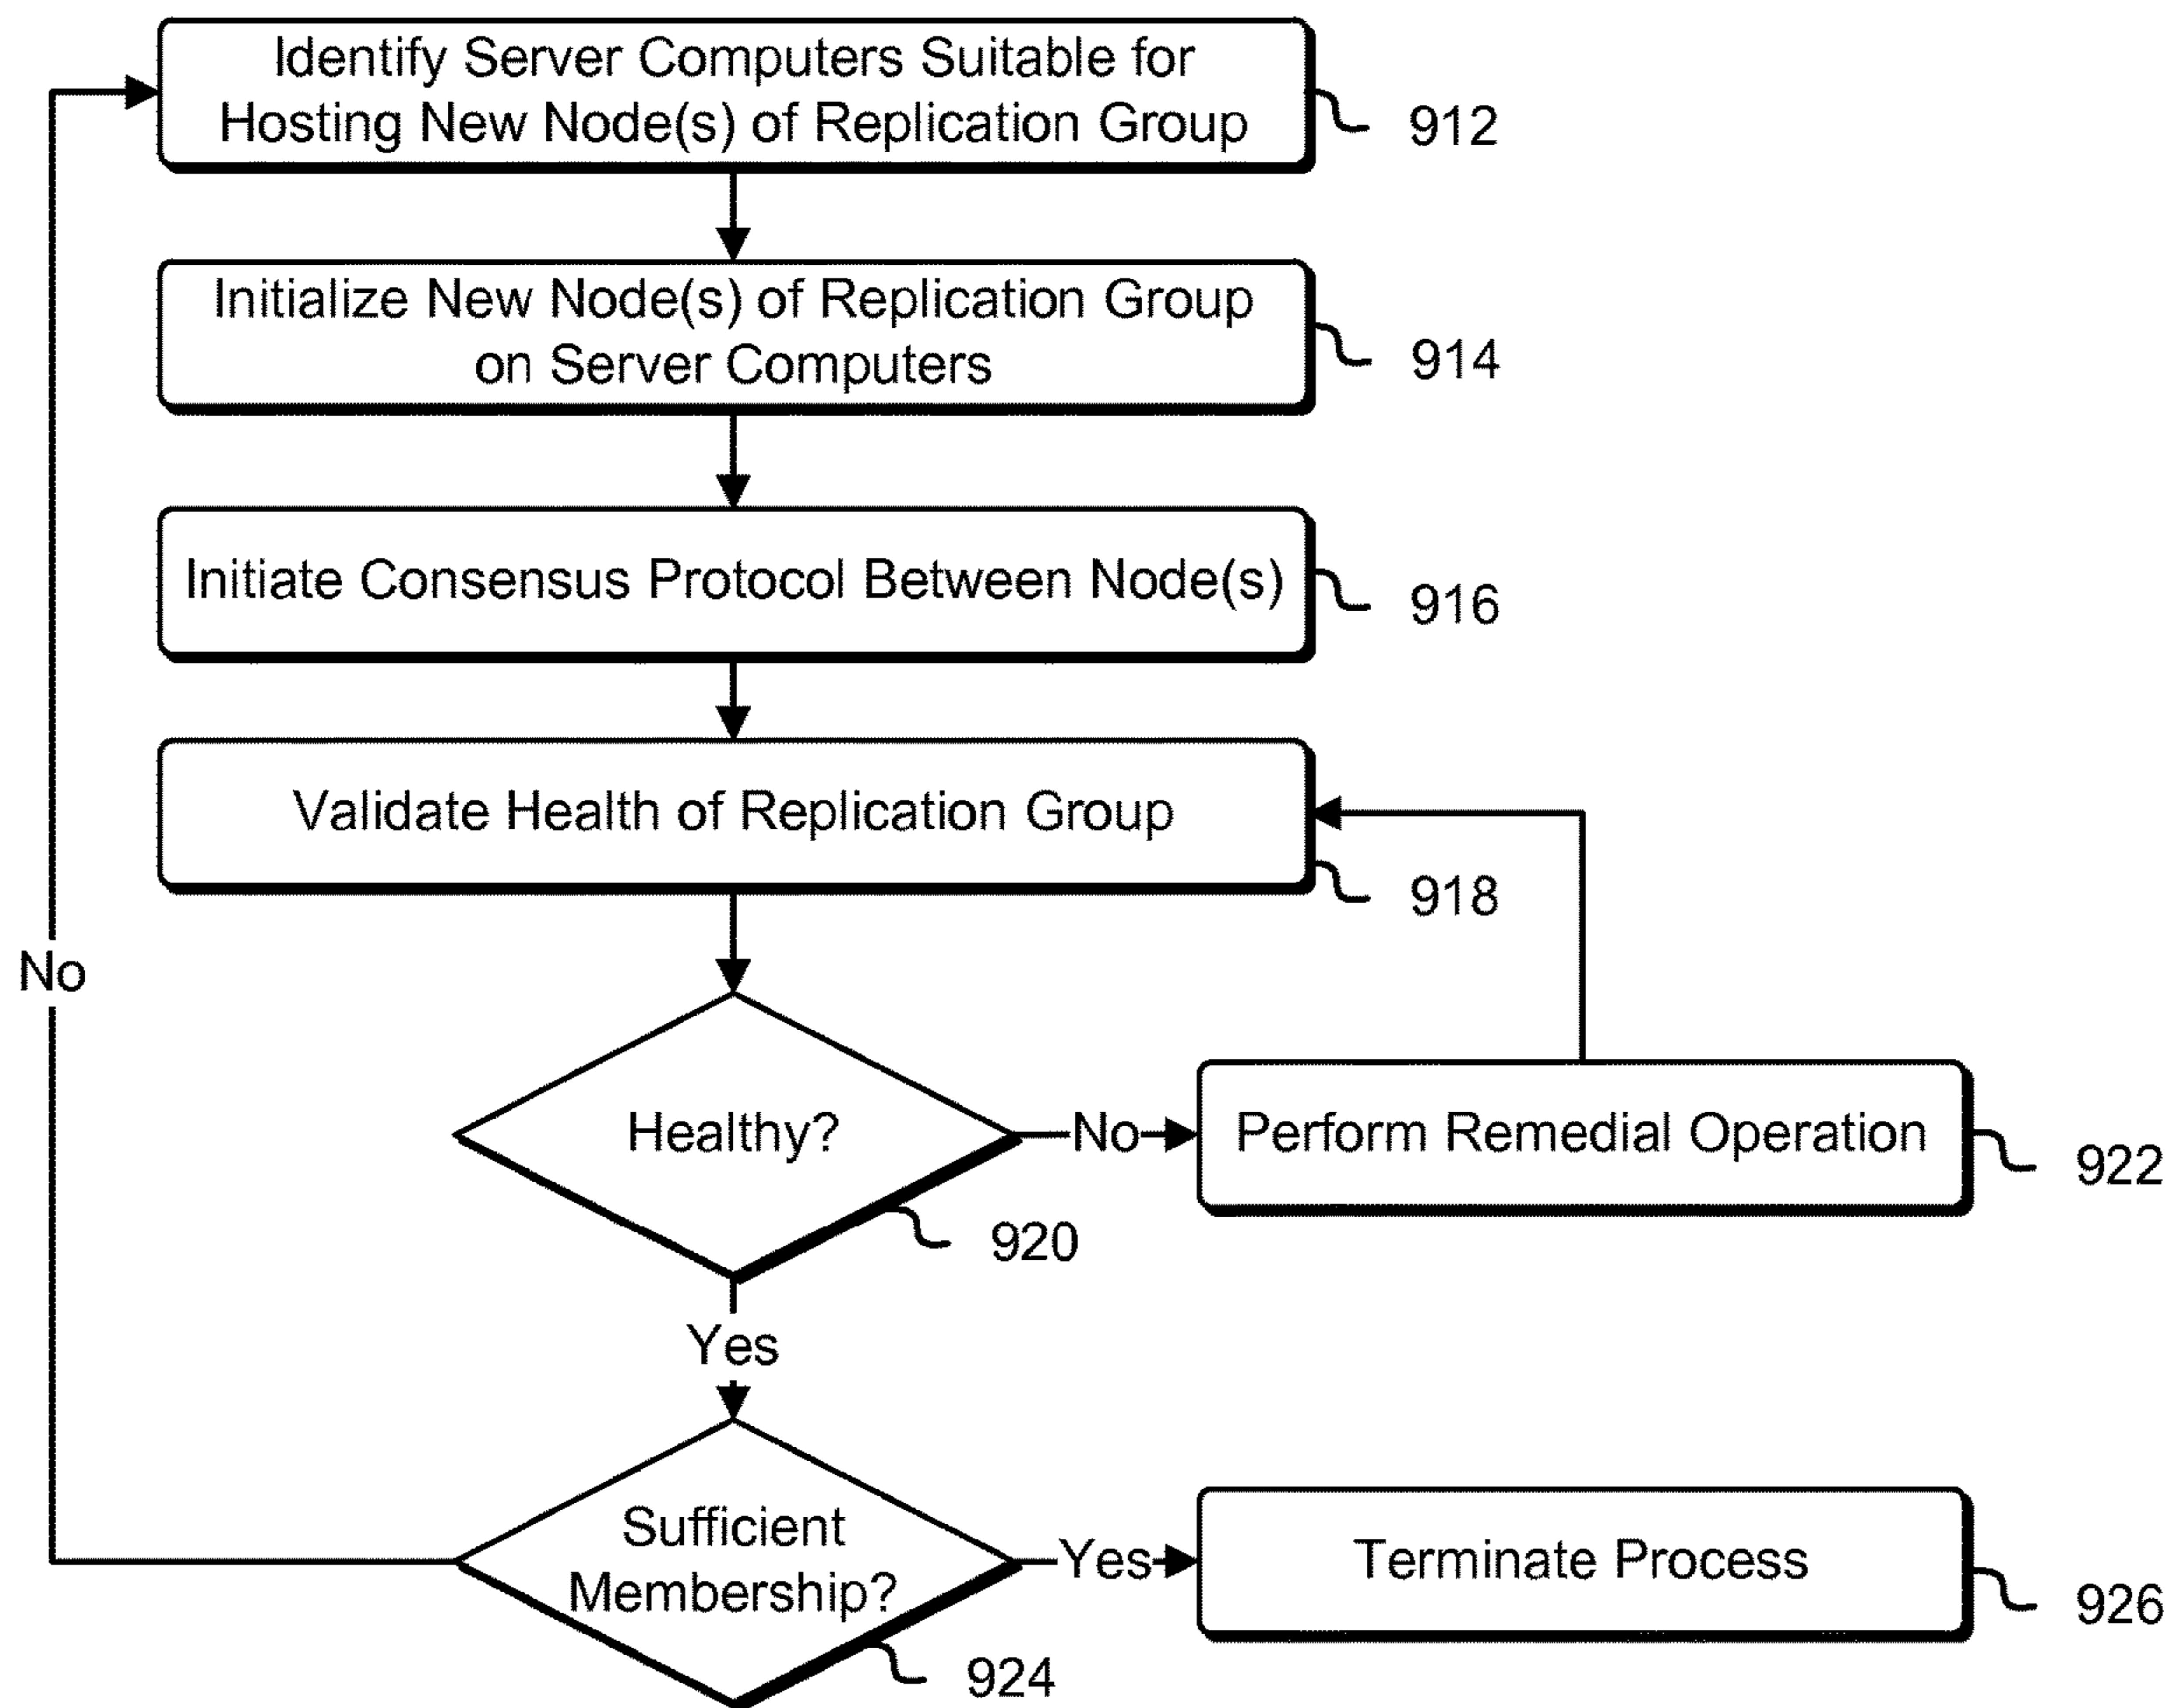 Identify Server Computers Suitable for
Hosting New Node(s) of Replication Group
912
Initialize New Node(s) of Replication Group
on Server Computers
914
Initiate Consensus Protocol Between Node(s)
916
Validate Health of Replication Group
918
No
Healthy?
No
Perform Remedial Operation
922
920
Yes
Sufficient
Membership?
Yes
Terminate Process
926
924